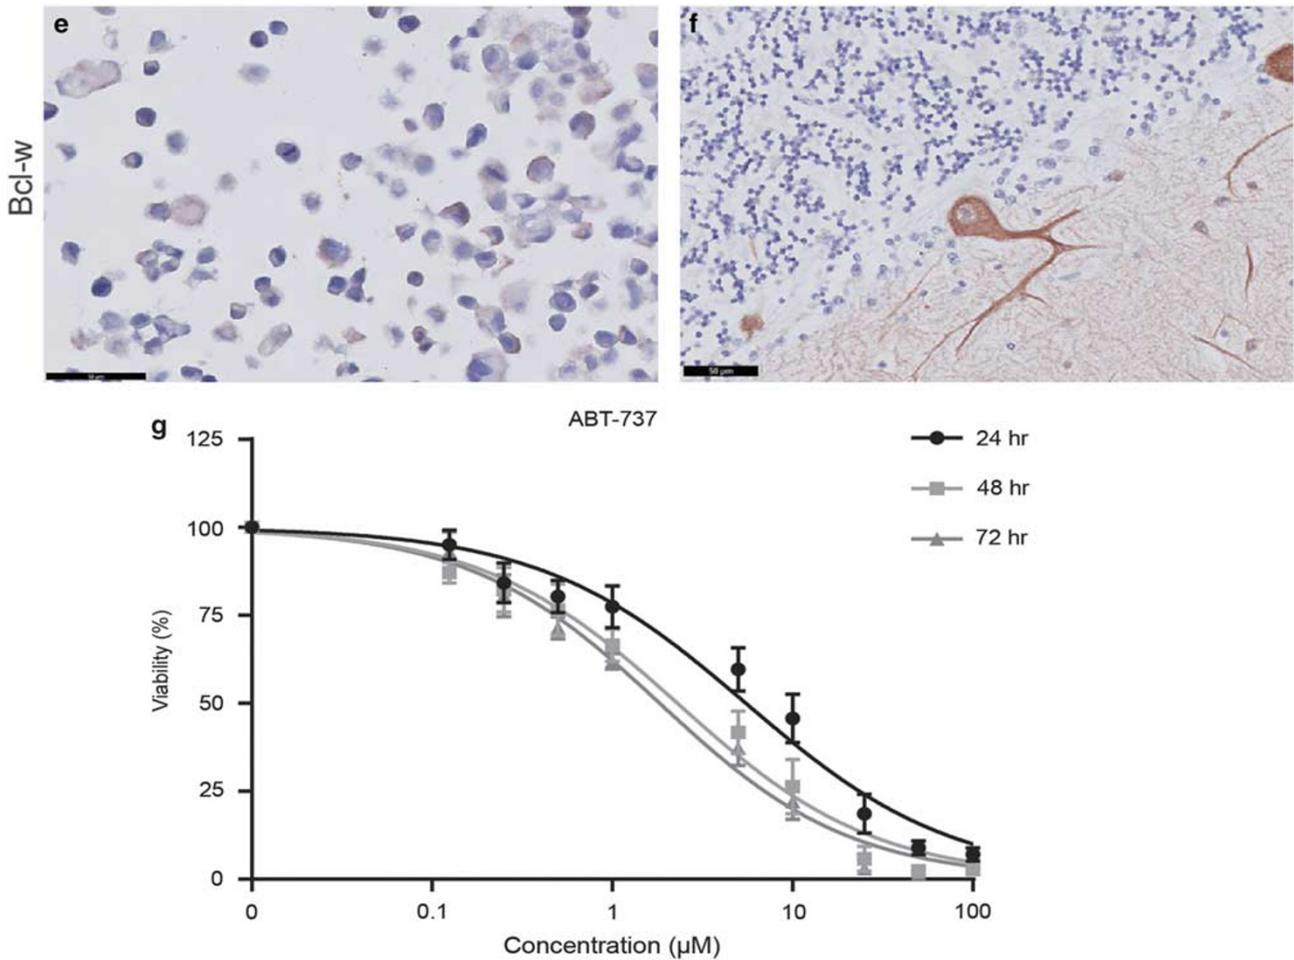 e
f
Bcl-w
50 µm
g
ABT-737
125
100
75
50
25
0
Viability (%)
0 0.1 1 10 100
Concentration (µM)
24 hr
48 hr
72 hr